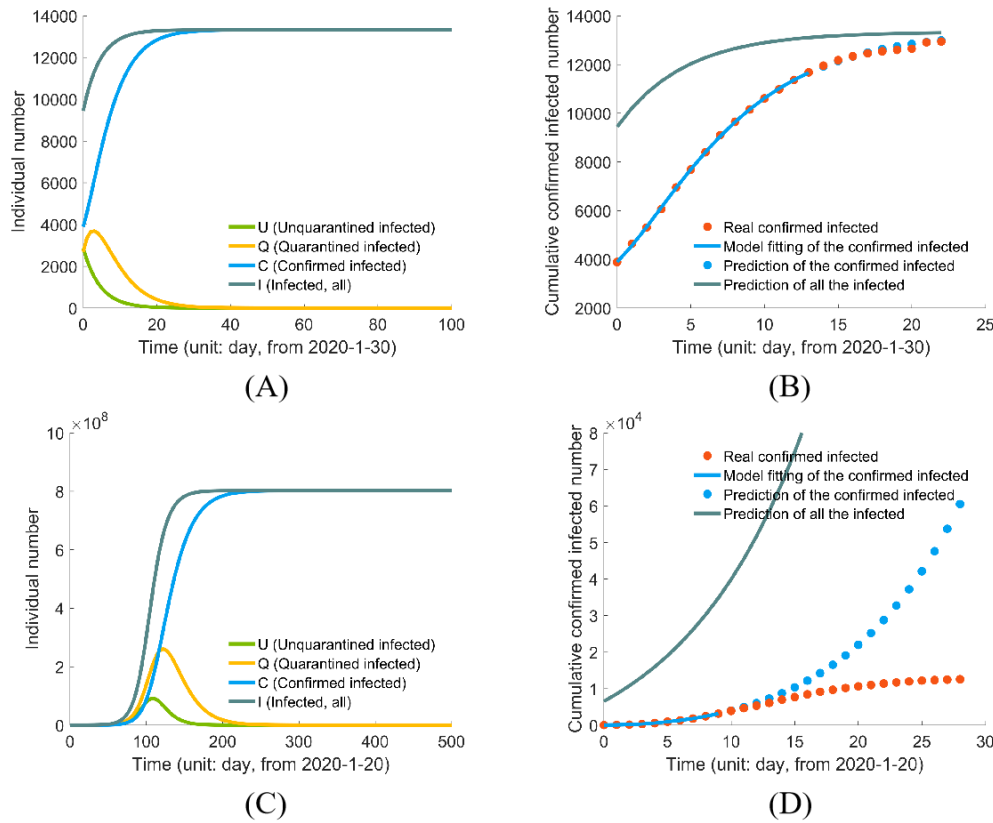 14000
12000
10000
8000
6000
4000
2000
0
Individual number
U (Unquarantined infected)
Q (Quarantined infected)
C (Confirmed infected)
I (Infected, all)
0 20 40 60 80 100
Time (unit: day, from 2020-1-30)
(A)
14000
12000
10000
8000
6000
4000
2000
Cumulative confirmed infected number
Real confirmed infected
Model fitting of the confirmed infected
Prediction of the confirmed infected
Prediction of all the infected
0 5 10 15 20 25
Time (unit: day, from 2020-1-30)
(B)
×10⁸
10
8
6
4
2
0
Individual number
U (Unquarantined infected)
Q (Quarantined infected)
C (Confirmed infected)
I (Infected, all)
0 100 200 300 400 500
Time (unit: day, from 2020-1-20)
(C)
×10⁴
8
7
6
5
4
3
2
1
0
Cumulative confirmed infected number
Real confirmed infected
Model fitting of the confirmed infected
Prediction of the confirmed infected
Prediction of all the infected
0 5 10 15 20 25 30
Time (unit: day, from 2020-1-20)
(D)